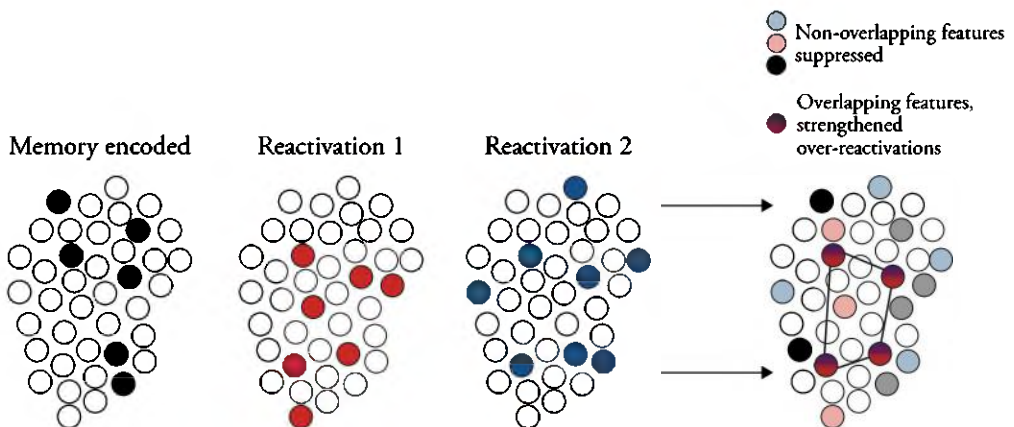 Non-overlapping features
suppressed
Overlapping features,
strengthened
over-reactivations
Memory encoded
Reactivation 1
Reactivation 2